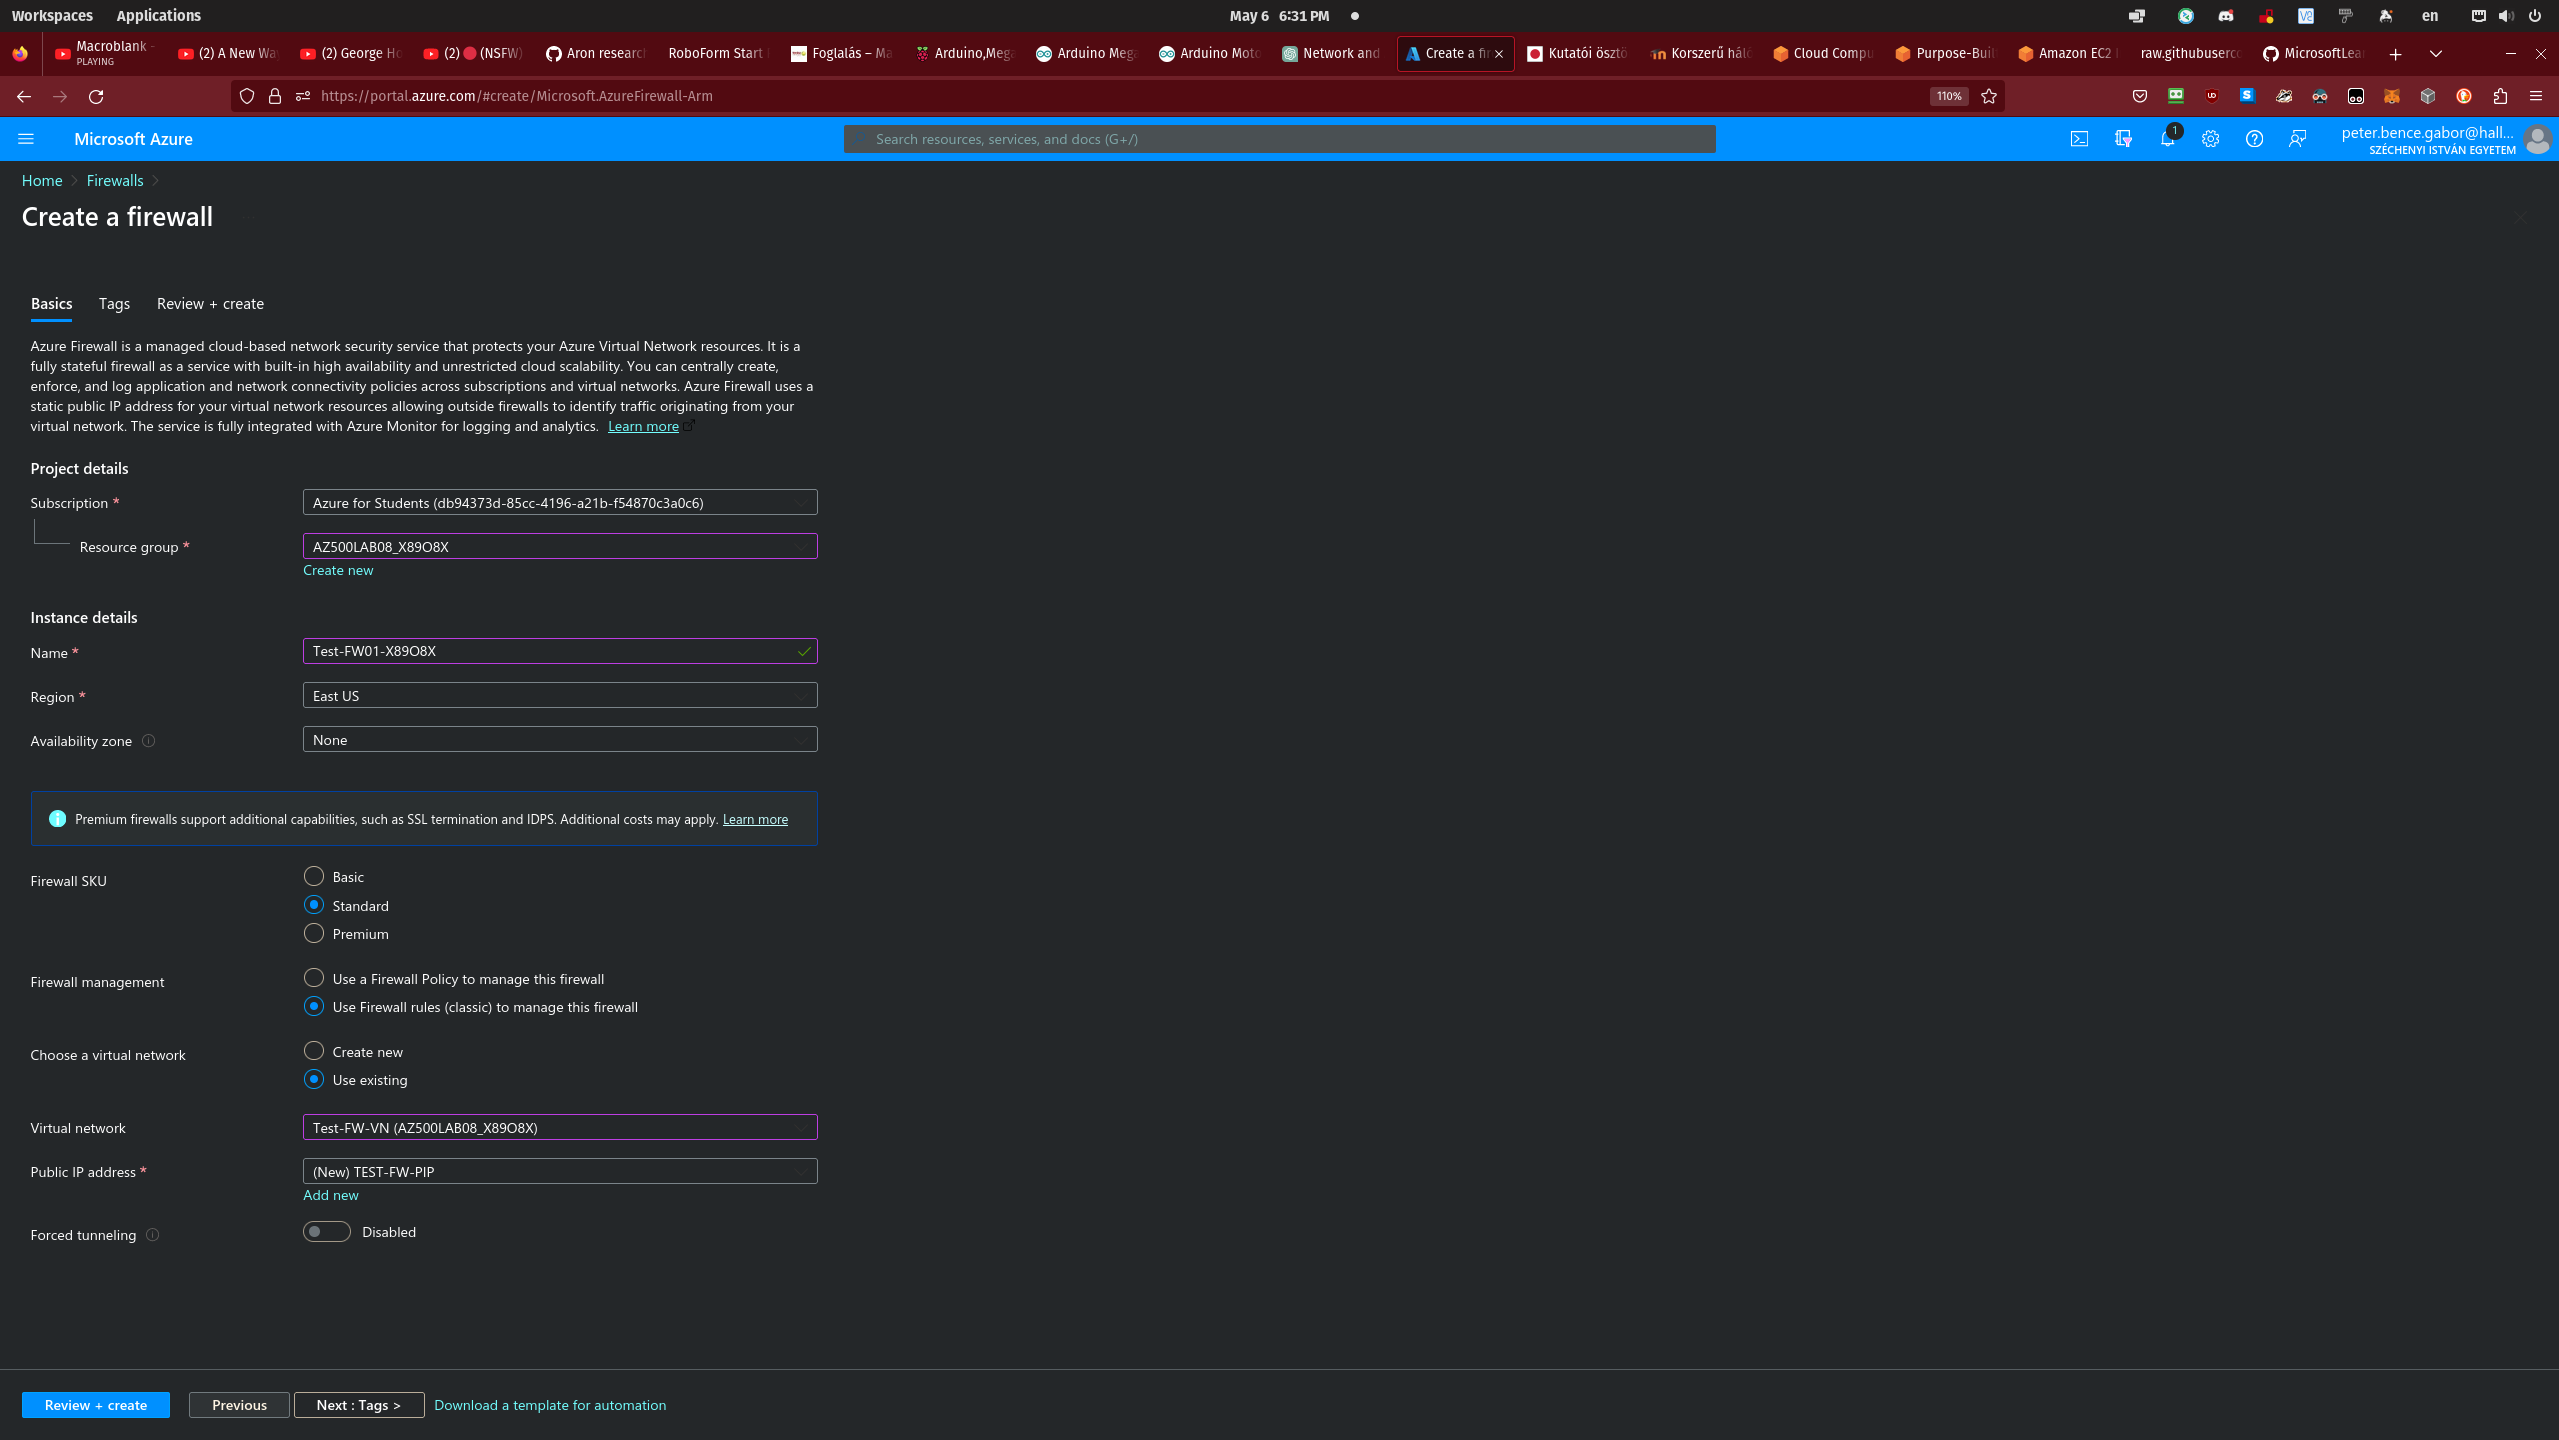 Workspaces Applications May 6 6:31 PM en
Macroblank -
PLAYING
(2) A New Wa
(2) George Ho
(2) 🔴 (NSFW)
Aron research
RoboForm Start
Foglalás – Ma
Arduino,Mega
Arduino Mega
Arduino Moto
Network and
Create a fir
Kutatói ösztö
Korszerű háló
Cloud Compu
Purpose-Buil
Amazon EC2
raw.githubuserco
MicrosoftLear
https://portal.azure.com/#create/Microsoft.AzureFirewall-Arm 110%
Microsoft Azure
Search resources, services, and docs (G+/)
1
peter.bence.gabor@hall...
SZÉCHENYI ISTVÁN EGYETEM
Home > Firewalls >
Create a firewall
Basics Tags Review + create
Azure Firewall is a managed cloud-based network security service that protects your Azure Virtual Network resources. It is a
fully stateful firewall as a service with built-in high availability and unrestricted cloud scalability. You can centrally create,
enforce, and log application and network connectivity policies across subscriptions and virtual networks. Azure Firewall uses a
static public IP address for your virtual network resources allowing outside firewalls to identify traffic originating from your
virtual network. The service is fully integrated with Azure Monitor for logging and analytics. Learn more
Project details
Subscription * Azure for Students (db94373d-85cc-4196-a21b-f54870c3a0c6)
Resource group * AZ500LAB08_X89O8X
Create new
Instance details
Name * Test-FW01-X89O8X
Region * East US
Availability zone None
Premium firewalls support additional capabilities, such as SSL termination and IDPS. Additional costs may apply. Learn more
Firewall SKU
Basic
Standard
Premium
Firewall management
Use a Firewall Policy to manage this firewall
Use Firewall rules (classic) to manage this firewall
Choose a virtual network
Create new
Use existing
Virtual network Test-FW-VN (AZ500LAB08_X89O8X)
Public IP address * (New) TEST-FW-PIP
Add new
Forced tunneling Disabled
Review + create Previous Next : Tags > Download a template for automation